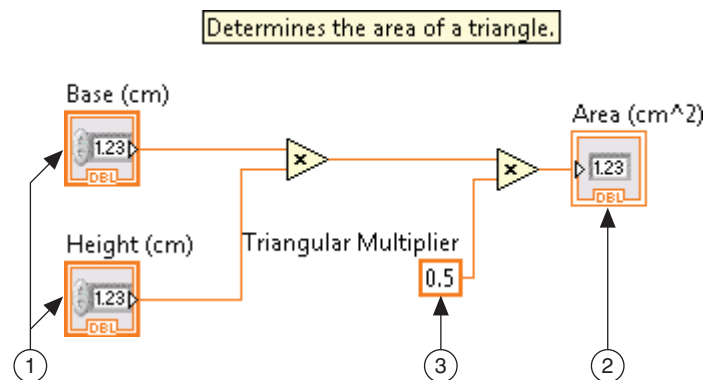 Determines the area of a triangle.
Base (cm)
1.23
DBL
x
x
Area (cm^2)
1.23
DBL
Height (cm)
1.23
DBL
Triangular Multiplier
0.5
1
3
2